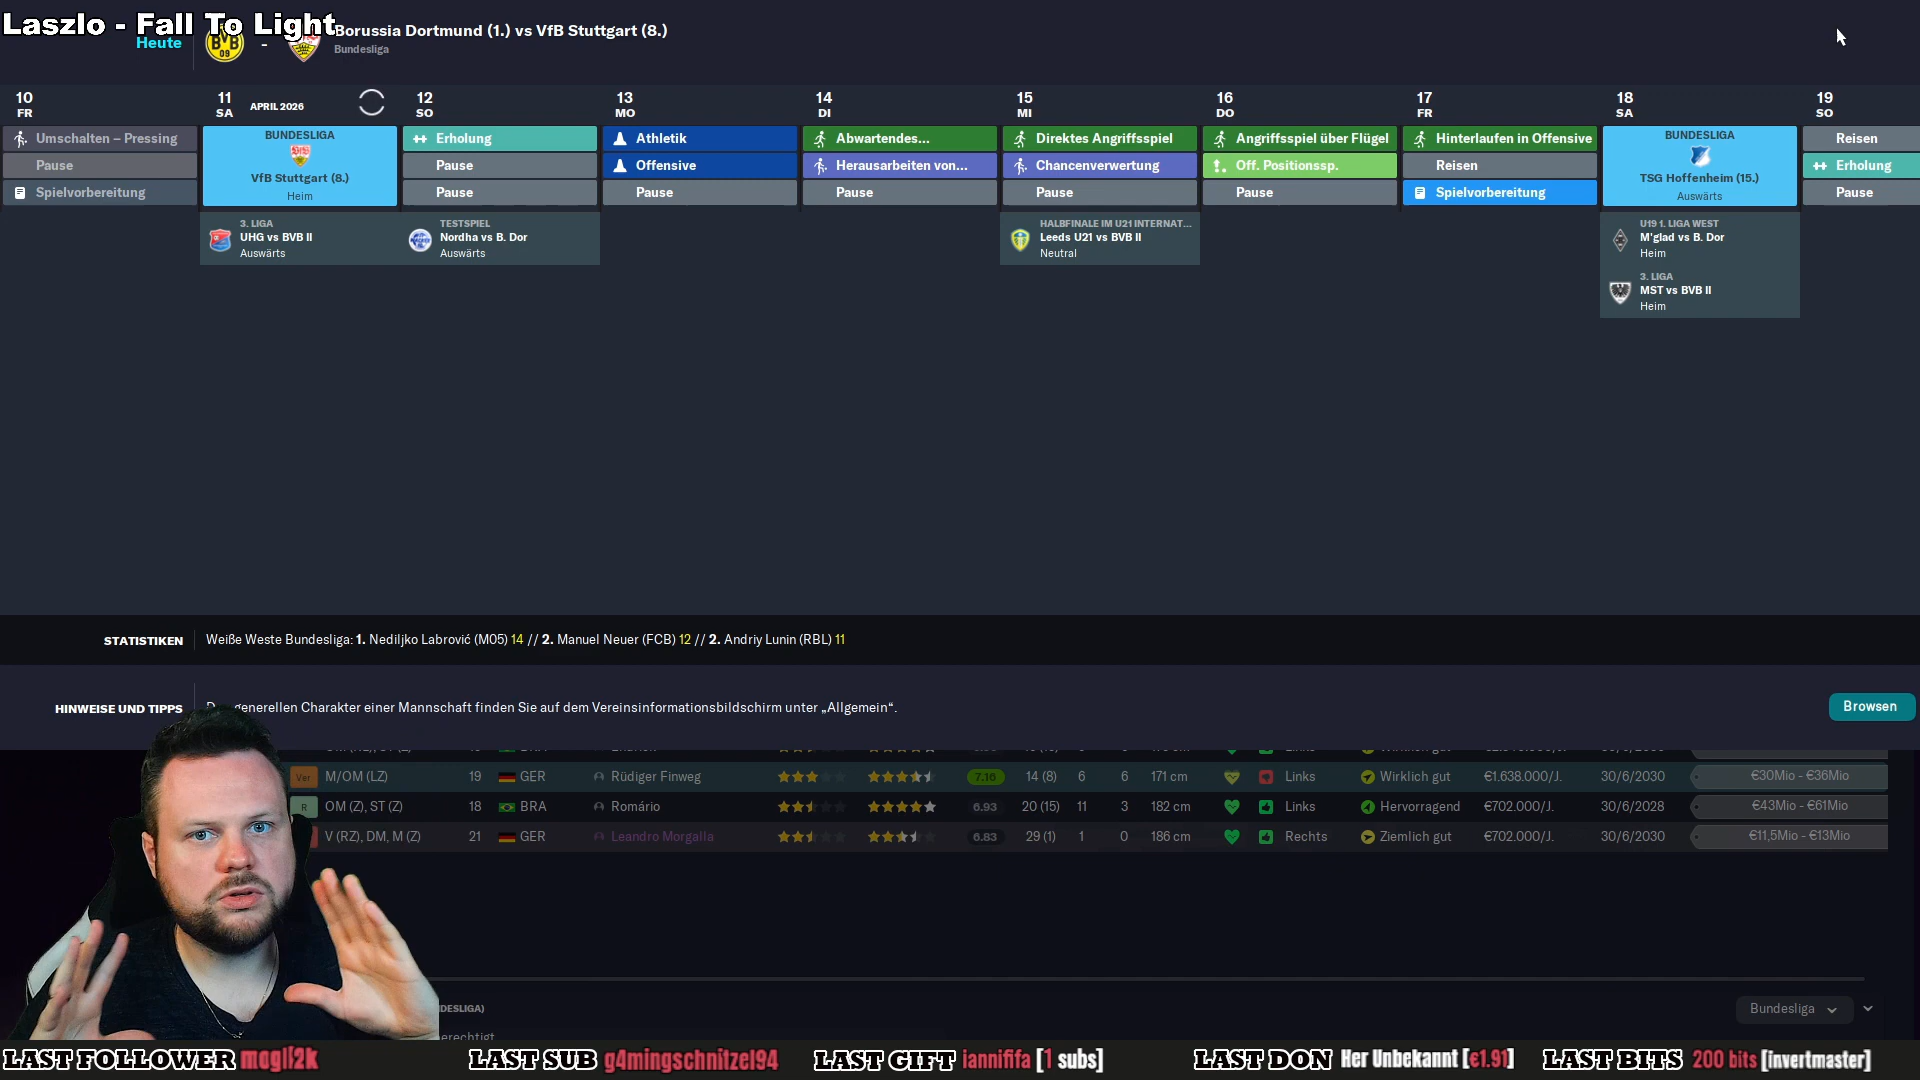 Laszlo - Fall To Light
Heute
Borussia Dortmund (1.) vs VfB Stuttgart (8.)
Bundesliga
10
FR
Umschalten – Pressing
Pause
Spielvorbereitung
11
SA
APRIL 2026
BUNDESLIGA
VfB Stuttgart (8.)
Heim
3. LIGA
UHG vs BVB II
Auswärts
12
SO
Erholung
Pause
Pause
TESTSPIEL
Nordha vs B. Dor
Auswärts
13
MO
Athletik
Offensive
Pause
14
DI
Abwartendes...
Herausarbeiten von...
Pause
15
MI
Direktes Angriffsspiel
Chancenverwertung
Pause
HALBFINALE IM U21 INTERNAT...
Leeds U21 vs BVB II
Neutral
16
DO
Angriffsspiel über Flügel
Off. Positionssp.
Pause
17
FR
Hinterlaufen in Offensive
Reisen
Spielvorbereitung
18
SA
BUNDESLIGA
TSG Hoffenheim (15.)
Auswärts
U19 1. LIGA WEST
M'glad vs B. Dor
Heim
3. LIGA
MST vs BVB II
Heim
19
SO
Reisen
Erholung
Pause
STATISTIKEN
Weiße Weste Bundesliga: 1. Nediljko Labrović (M05) 14 // 2. Manuel Neuer (FCB) 12 // 2. Andriy Lunin (RBL) 11
HINWEISE UND TIPPS
generellen Charakter einer Mannschaft finden Sie auf dem Vereinsinformationsbildschirm unter „Allgemein“.
Browsen
Ver M/OM (LZ) 19 GER Rüdiger Finweg 7.16 14 (8) 6 6 171 cm Links Wirklich gut €1.638.000/J. 30/6/2030 €30Mio - €36Mio
R OM (Z), ST (Z) 18 BRA Romário 6.93 20 (15) 11 3 182 cm Links Hervorragend €702.000/J. 30/6/2028 €43Mio - €61Mio
V (RZ), DM, M (Z) 21 GER Leandro Morgalla 6.83 29 (1) 1 0 186 cm Rechts Ziemlich gut €702.000/J. 30/6/2030 €11,5Mio - €13Mio
DESLIGA)
Bundesliga
erechtigt
LAST FOLLOWER mogli2k
LAST SUB g4mingschnitzel94
LAST GIFT iannififa [1 subs]
LAST DON Her Unbekannt [€1.91]
LAST BITS 200 bits [invertmaster]